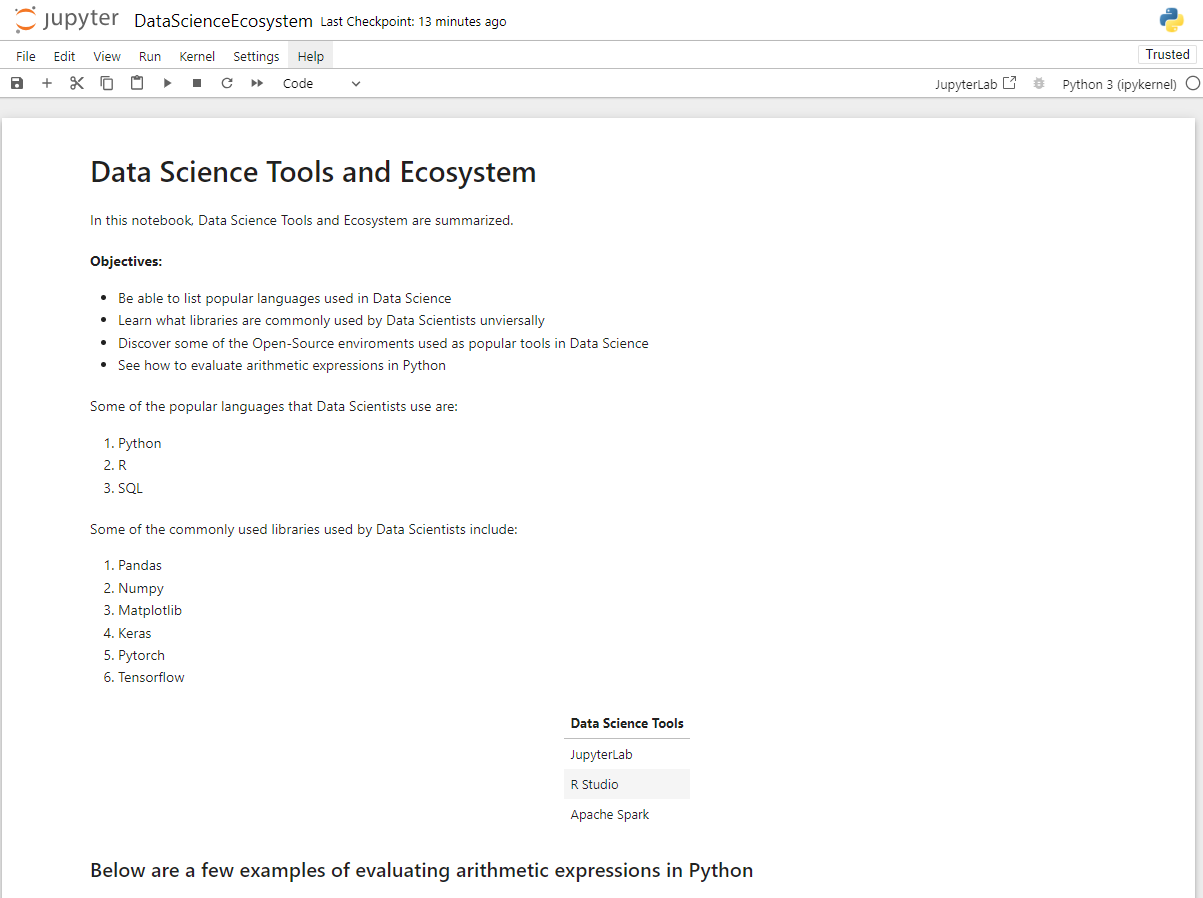 jupyter DataScienceEcosystem Last Checkpoint: 13 minutes ago
File Edit View Run Kernel Settings Help Trusted
Code JupyterLab Python 3 (ipykernel)
Data Science Tools and Ecosystem
In this notebook, Data Science Tools and Ecosystem are summarized.
Objectives:
• Be able to list popular languages used in Data Science
• Learn what libraries are commonly used by Data Scientists unviersally
• Discover some of the Open-Source enviroments used as popular tools in Data Science
• See how to evaluate arithmetic expressions in Python
Some of the popular languages that Data Scientists use are:
1. Python
2. R
3. SQL
Some of the commonly used libraries used by Data Scientists include:
1. Pandas
2. Numpy
3. Matplotlib
4. Keras
5. Pytorch
6. Tensorflow
Data Science Tools
JupyterLab
R Studio
Apache Spark
Below are a few examples of evaluating arithmetic expressions in Python